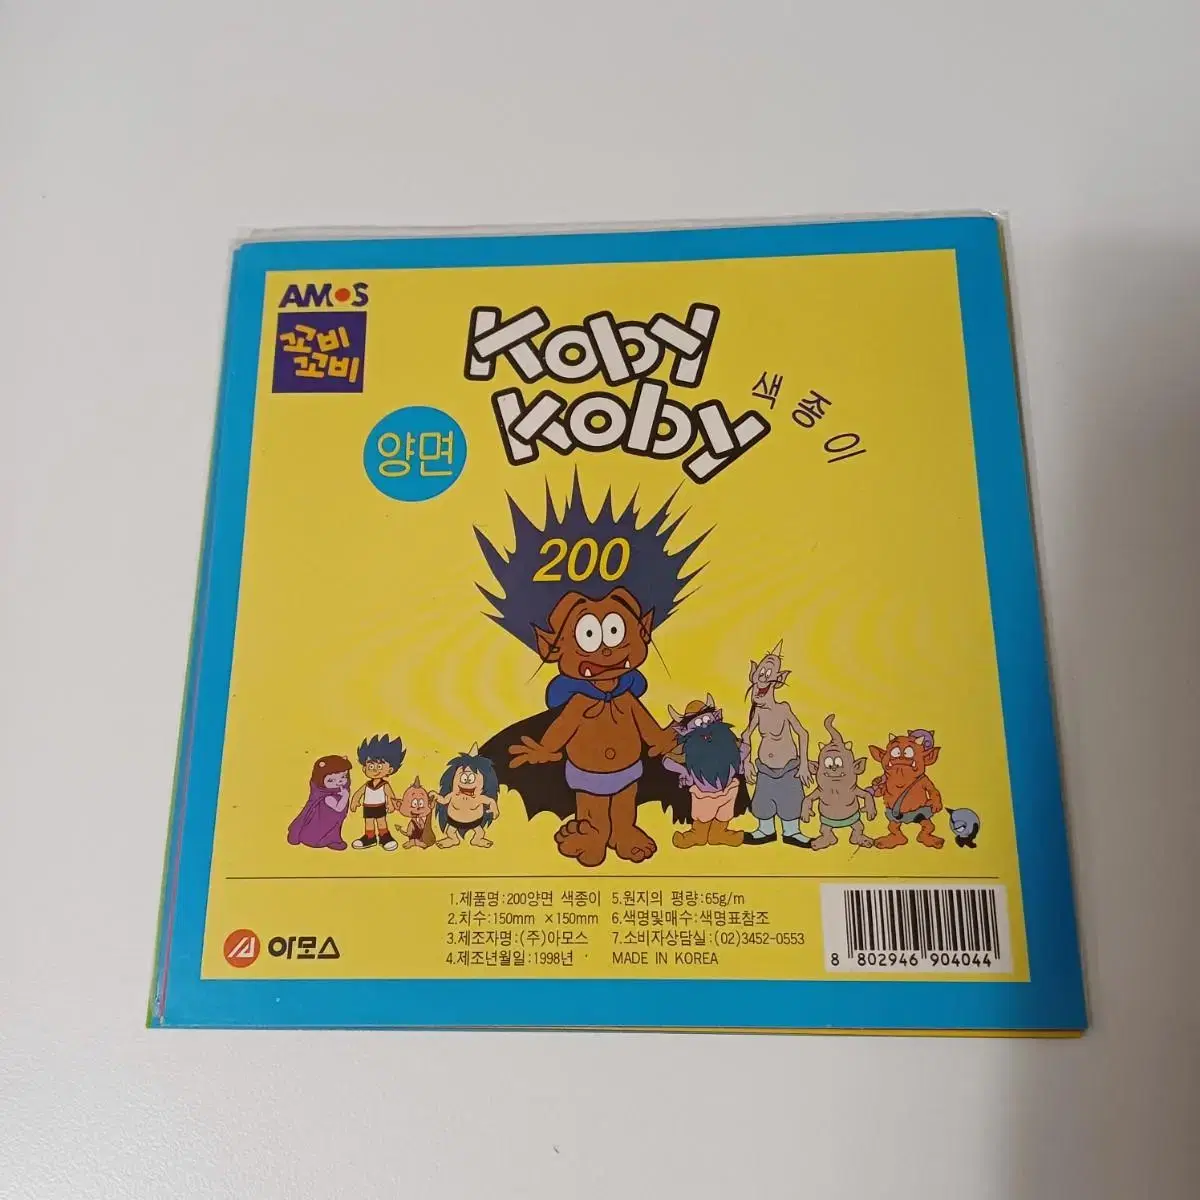 AMOS
꼬비
꼬비
Koby
Koby
색종이
양면
200
1.제품명:200양면 색종이
2.치수:150mm ×150mm
3.제조자명:(주)아모스
4.제조년월일:1998년
5.원지의 평량:65g/m
6.색명및매수:색명표참조
7.소비자상담실:(02)3452-0553
MADE IN KOREA
아모스
8 802946 904044